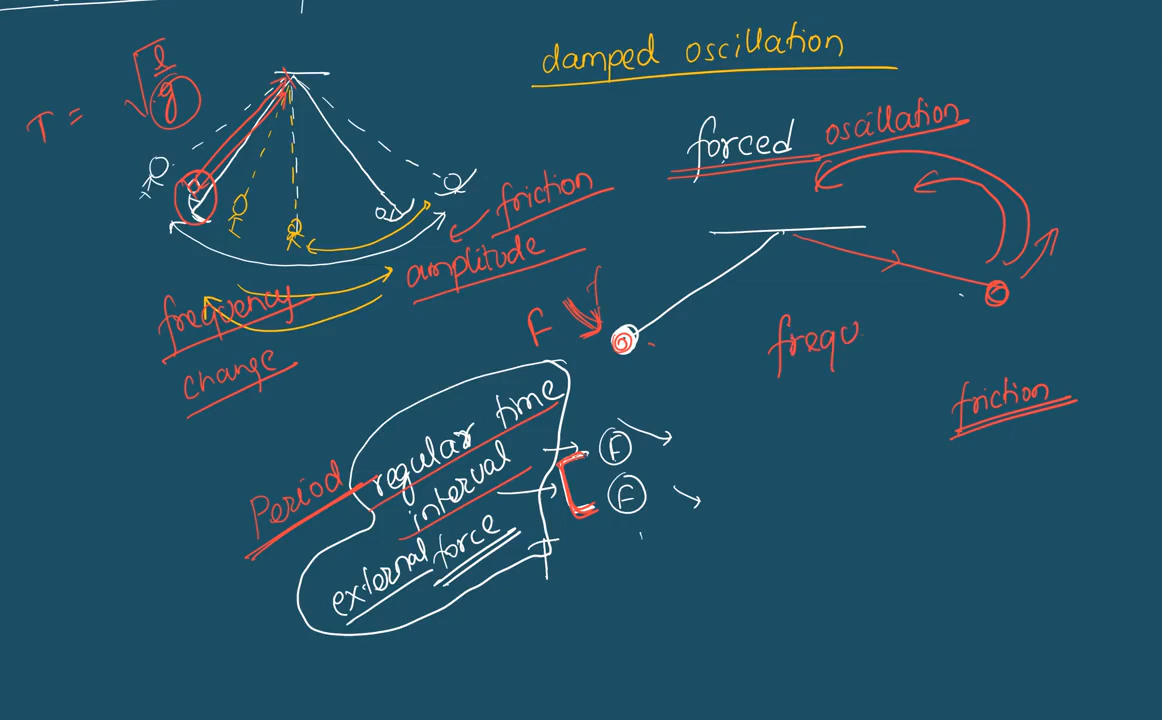 damped oscillation
T = √l/g
forced oscillation
friction
amplitude
frequency
change
F
frequ
friction
regular time
interval
Period
external force
F
F